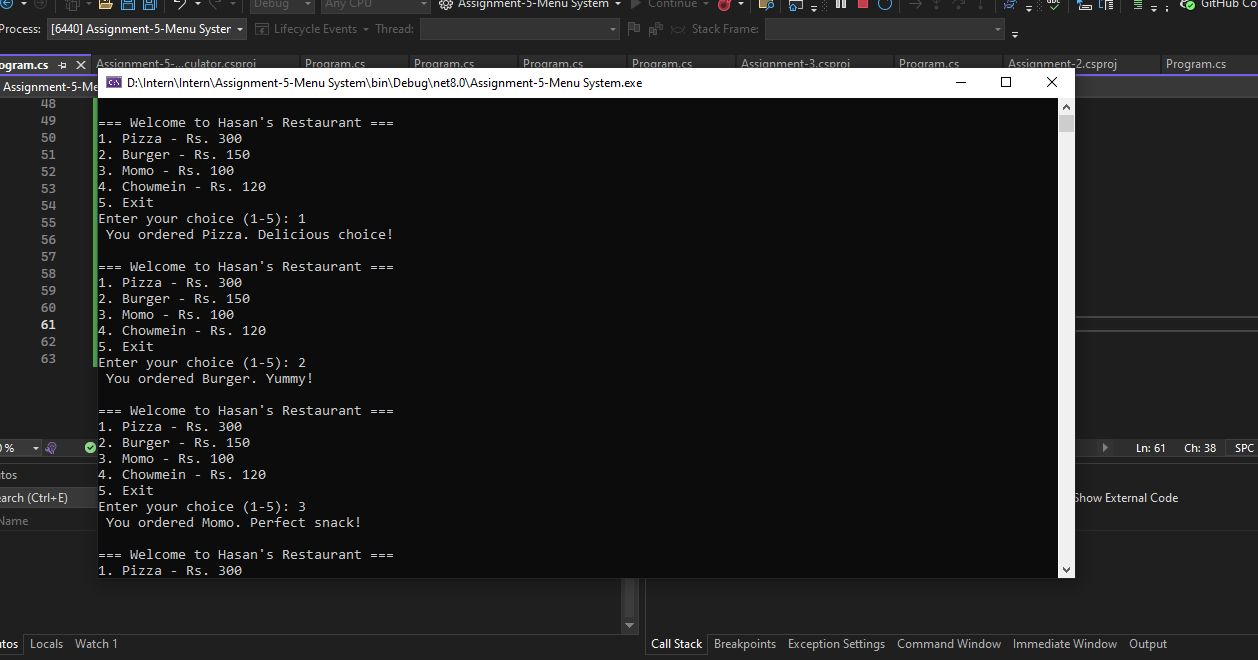 Debug Any CPU Assignment-5-Menu System Continue GitHub Co
Process: [6440] Assignment-5-Menu System Lifecycle Events Thread: Stack Frame:
ogram.cs Assignment-5-...culator.csproj Program.cs Program.cs Program.cs Program.cs Assignment-3.csproj Program.cs Assignment-2.csproj Program.cs
Assignment-5-Me
D:\Intern\Intern\Assignment-5-Menu System\bin\Debug\net8.0\Assignment-5-Menu System.exe
48
49
50
51
52
53
54
55
56
57
58
59
60
61
62
63
=== Welcome to Hasan's Restaurant ===
1. Pizza - Rs. 300
2. Burger - Rs. 150
3. Momo - Rs. 100
4. Chowmein - Rs. 120
5. Exit
Enter your choice (1-5): 1
You ordered Pizza. Delicious choice!
=== Welcome to Hasan's Restaurant ===
1. Pizza - Rs. 300
2. Burger - Rs. 150
3. Momo - Rs. 100
4. Chowmein - Rs. 120
5. Exit
Enter your choice (1-5): 2
You ordered Burger. Yummy!
=== Welcome to Hasan's Restaurant ===
1. Pizza - Rs. 300
2. Burger - Rs. 150
3. Momo - Rs. 100
4. Chowmein - Rs. 120
5. Exit
Enter your choice (1-5): 3
You ordered Momo. Perfect snack!
=== Welcome to Hasan's Restaurant ===
1. Pizza - Rs. 300
0 % Ln: 61 Ch: 38 SPC
tos
earch (Ctrl+E) Show External Code
Name
tos Locals Watch 1 Call Stack Breakpoints Exception Settings Command Window Immediate Window Output